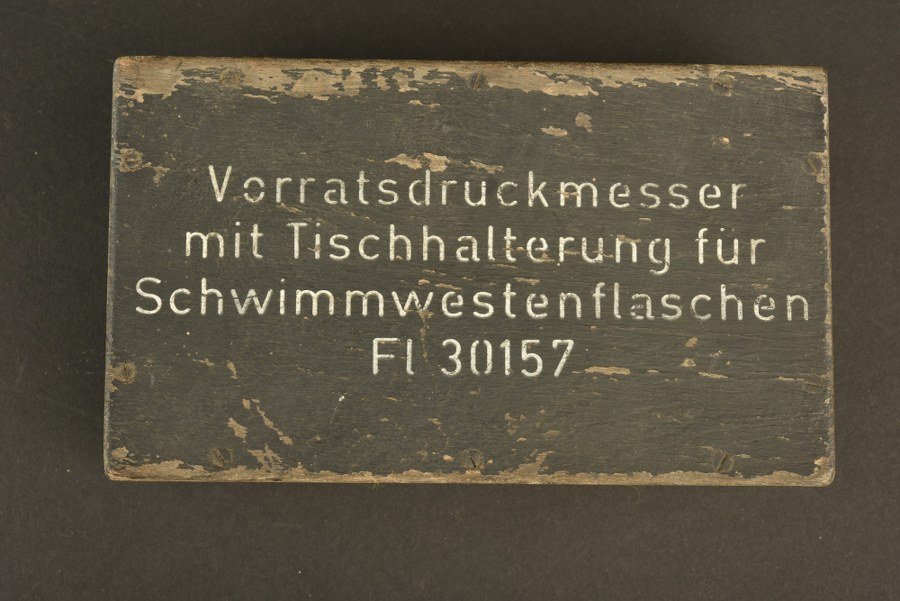 Vorratsdruckmesser
mit Tischhalterung für
Schwimmwestenflaschen
Fl 30157